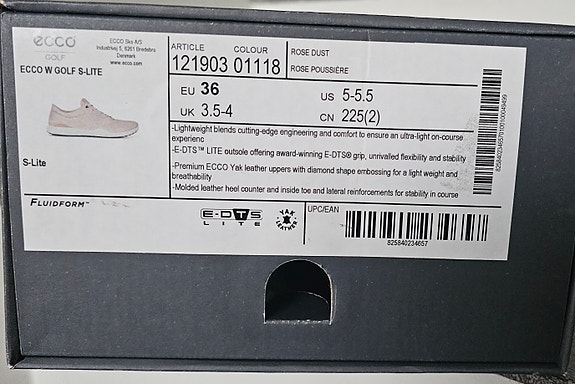 ecco
GOLF
ECCO Sko A/S
Industrivej 5, 6261 Bredebro
Denmark
www.ecco.com
ECCO W GOLF S-LITE
S-Lite
FLUIDFORM™
ARTICLE COLOUR
121903 01118
ROSE DUST
ROSE POUSSIÈRE
EU 36 US 5-5.5
UK 3.5-4 CN 225(2)
-Lightweight blends cutting-edge engineering and comfort to ensure an ultra-light on-course
experienc
-E-DTS™ LITE outsole offering award-winning E-DTS® grip, unrivalled flexibility and stability
-Premium ECCO Yak leather uppers with diamond shape embossing for a light weight and
breathability
-Molded leather heel counter and inside toe and lateral reinforcements for stability in course
E-DTS
LITE
YAK
LEATHER
UPC/EAN
825840234657